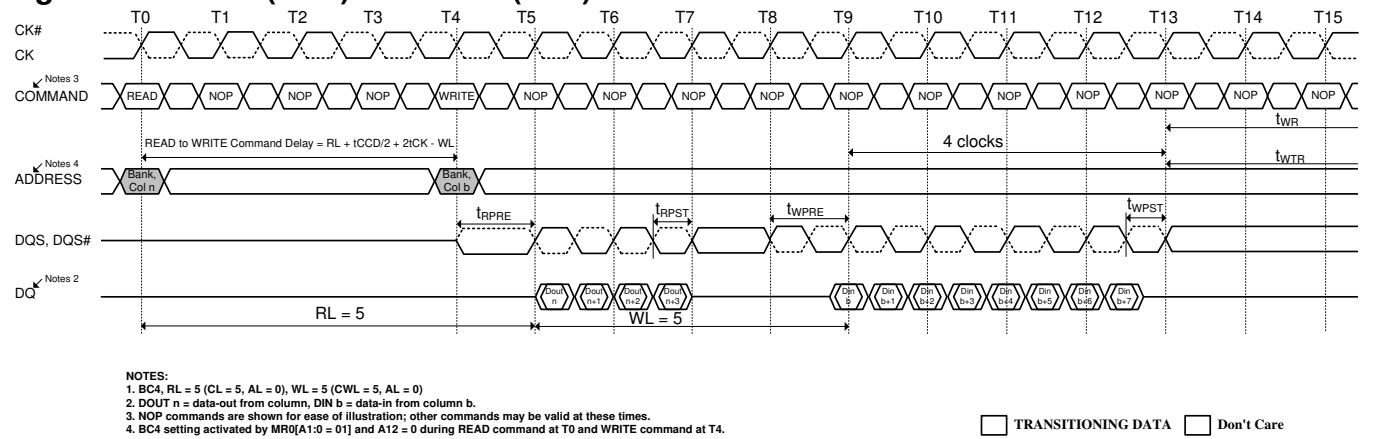 T0 T1 T2 T3 T4 T5 T6 T7 T8 T9 T10 T11 T12 T13 T14 T15
CK#
CK
Notes 3
COMMAND READ NOP NOP NOP WRITE NOP NOP NOP NOP NOP NOP NOP NOP NOP NOP NOP
tWR
READ to WRITE Command Delay = RL + tCCD/2 + 2tCK - WL
4 clocks
tWTR
Notes 4
ADDRESS
Bank, Col n
Bank, Col b
tRPRE tRPST tWPRE tWPST
DQS, DQS#
Notes 2
DQ
Dout n Dout n+1 Dout n+2 Dout n+3 Din b Din b+1 Din b+2 Din b+3 Din b+4 Din b+5 Din b+6 Din b+7
RL = 5 WL = 5
NOTES:
1. BC4, RL = 5 (CL = 5, AL = 0), WL = 5 (CWL = 5, AL = 0)
2. DOUT n = data-out from column, DIN b = data-in from column b.
3. NOP commands are shown for ease of illustration; other commands may be valid at these times.
4. BC4 setting activated by MR0[A1:0 = 01] and A12 = 0 during READ command at T0 and WRITE command at T4.
TRANSITIONING DATA Don't Care